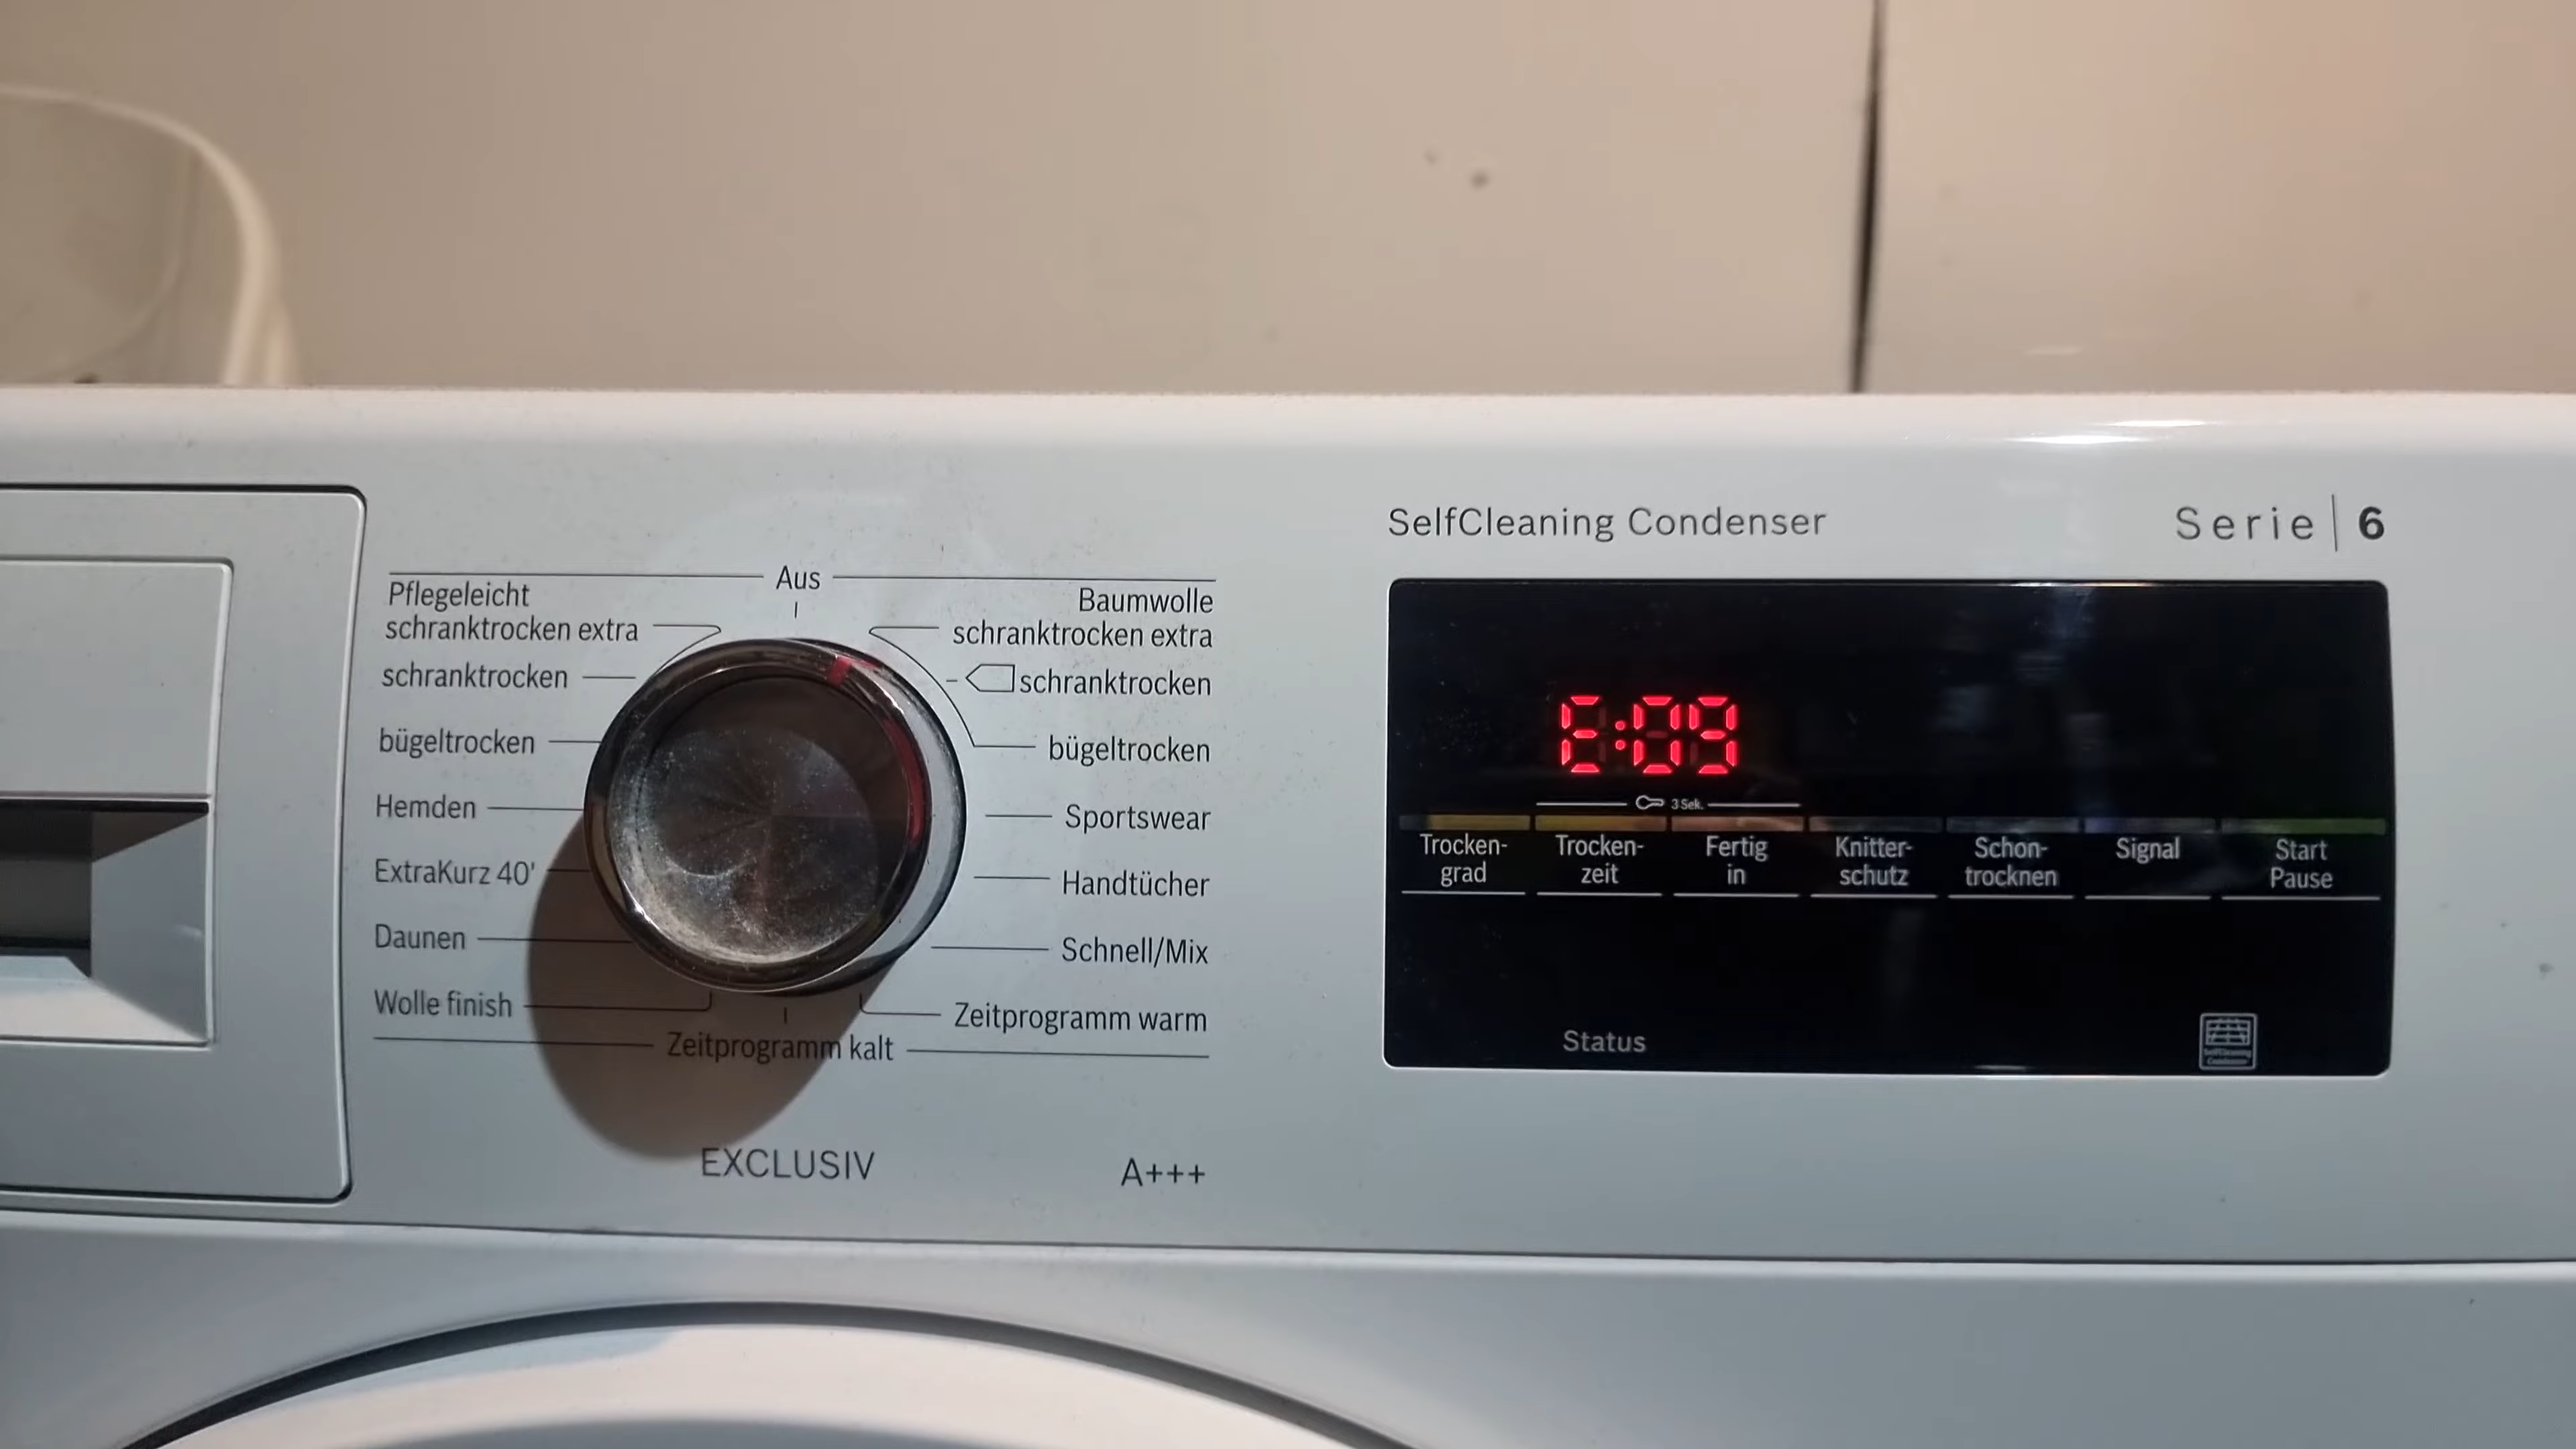 SelfCleaning Condenser
Serie 6
Aus
Pflegeleicht
schranktrocken extra
schranktrocken
bügeltrocken
Hemden
ExtraKurz 40'
Daunen
Wolle finish
Baumwolle
schranktrocken extra
schranktrocken
bügeltrocken
Sportswear
Handtücher
Schnell/Mix
Zeitprogramm warm
Zeitprogramm kalt
EXCLUSIV
A+++
E:09
3 Sek.
Trocken-
grad
Trocken-
zeit
Fertig
in
Knitter-
schutz
Schon-
trocknen
Signal
Start
Pause
Status
SelfCleaning
Condenser